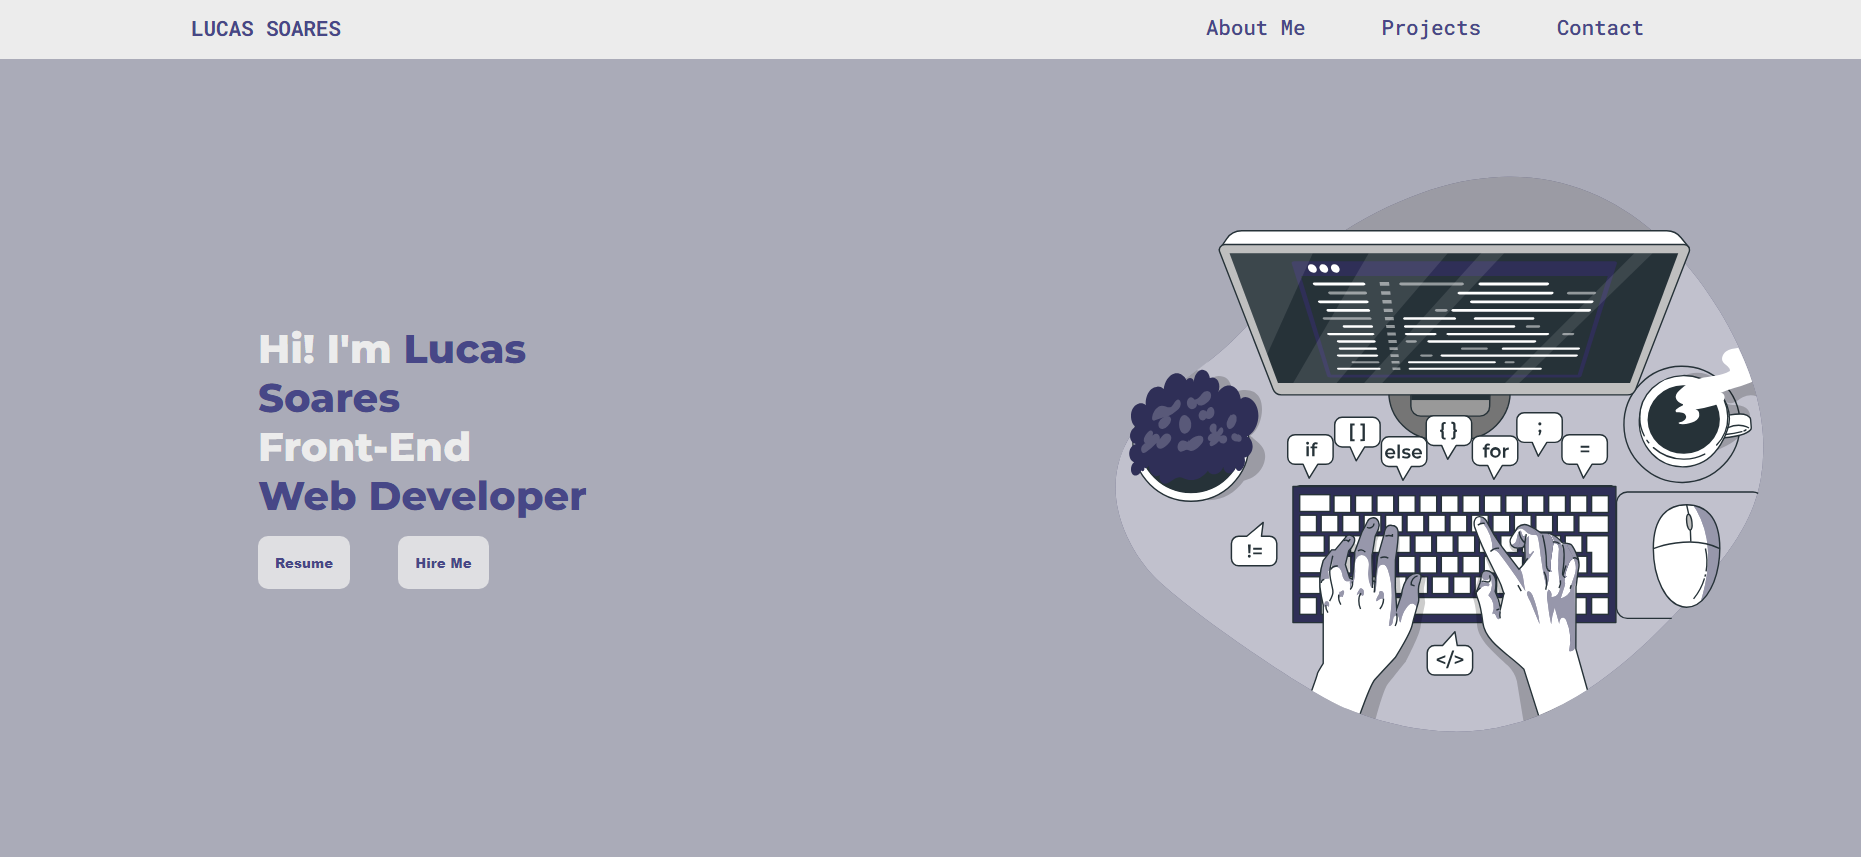 LUCAS SOARES
About Me Projects Contact
Hi! I'm Lucas
Soares
Front-End
Web Developer
Resume Hire Me
if [ ] else { } for ; =
!=
</>